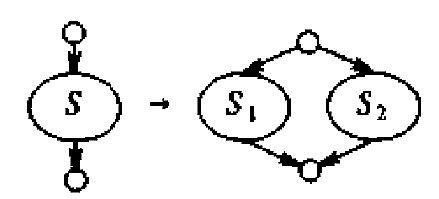 S → S₁ S₂